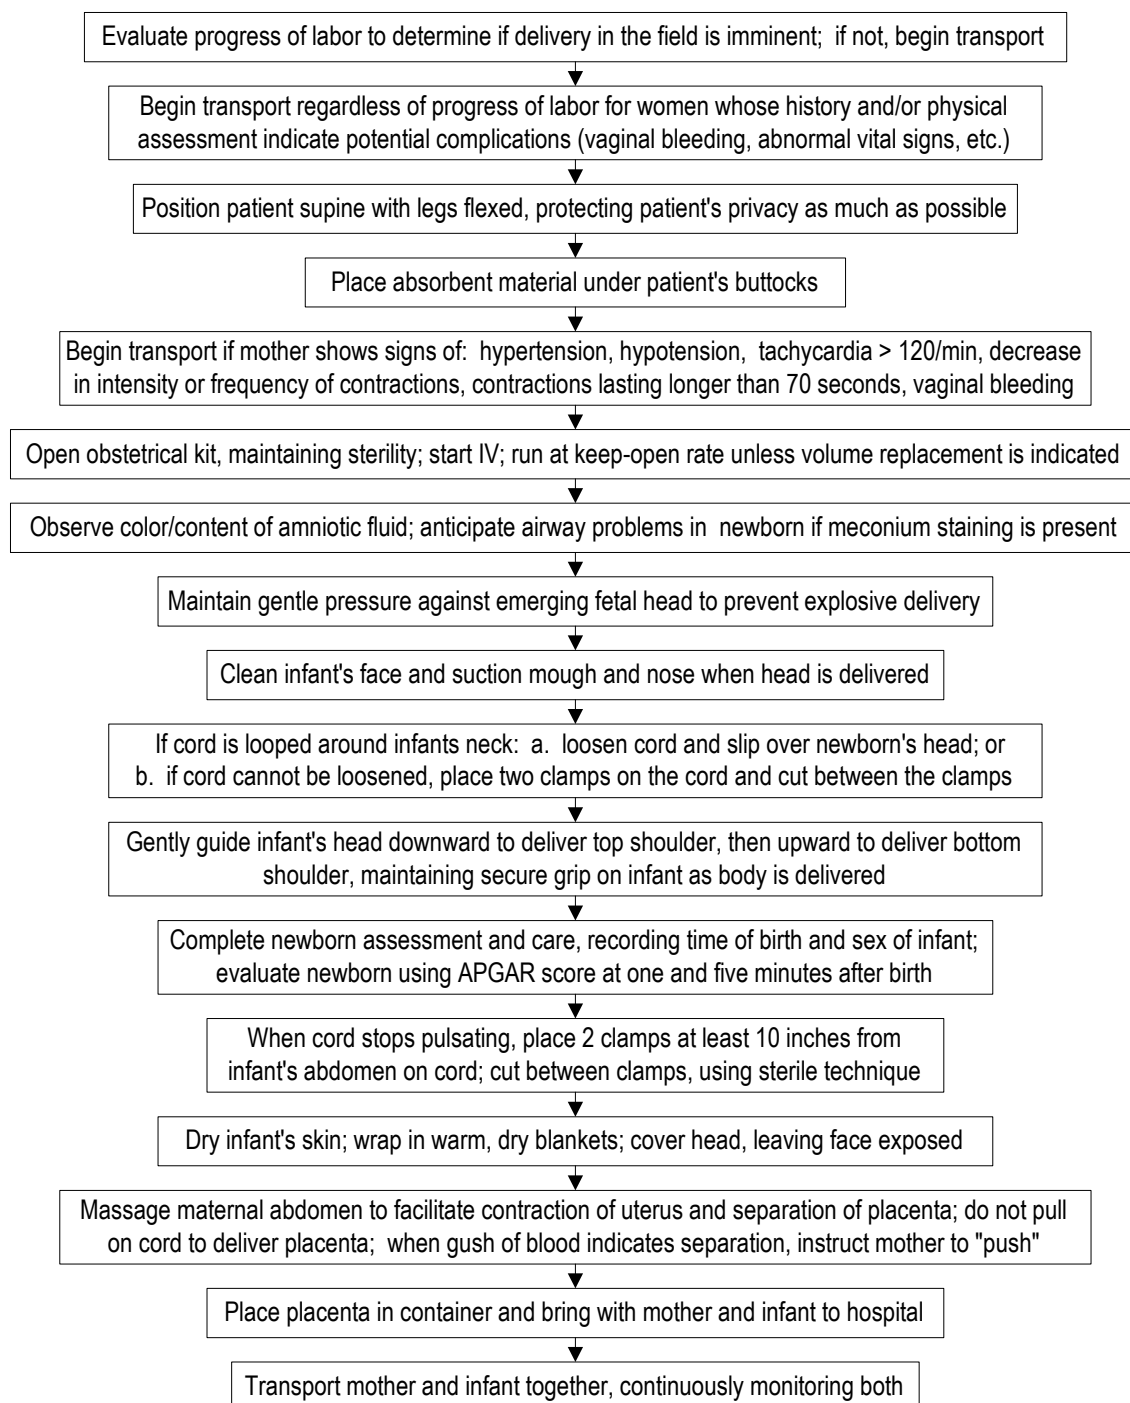 Evaluate progress of labor to determine if delivery in the field is imminent;  if not, begin transport
Begin transport regardless of progress of labor for women whose history and/or physical
assessment indicate potential complications (vaginal bleeding, abnormal vital signs, etc.)
Position patient supine with legs flexed, protecting patient's privacy as much as possible
Place absorbent material under patient's buttocks
Begin transport if mother shows signs of:  hypertension, hypotension,  tachycardia > 120/min, decrease
in intensity or frequency of contractions, contractions lasting longer than 70 seconds, vaginal bleeding
Open obstetrical kit, maintaining sterility; start IV; run at keep-open rate unless volume replacement is indicated
Observe color/content of amniotic fluid; anticipate airway problems in  newborn if meconium staining is present
Maintain gentle pressure against emerging fetal head to prevent explosive delivery
Clean infant's face and suction mough and nose when head is delivered
If cord is looped around infants neck:  a.  loosen cord and slip over newborn's head; or
b.  if cord cannot be loosened, place two clamps on the cord and cut between the clamps
Gently guide infant's head downward to deliver top shoulder, then upward to deliver bottom
shoulder, maintaining secure grip on infant as body is delivered
Complete newborn assessment and care, recording time of birth and sex of infant;
evaluate newborn using APGAR score at one and five minutes after birth
When cord stops pulsating, place 2 clamps at least 10 inches from
infant's abdomen on cord; cut between clamps, using sterile technique
Dry infant's skin; wrap in warm, dry blankets; cover head, leaving face exposed
Massage maternal abdomen to facilitate contraction of uterus and separation of placenta; do not pull
on cord to deliver placenta;  when gush of blood indicates separation, instruct mother to "push"
Place placenta in container and bring with mother and infant to hospital
Transport mother and infant together, continuously monitoring both